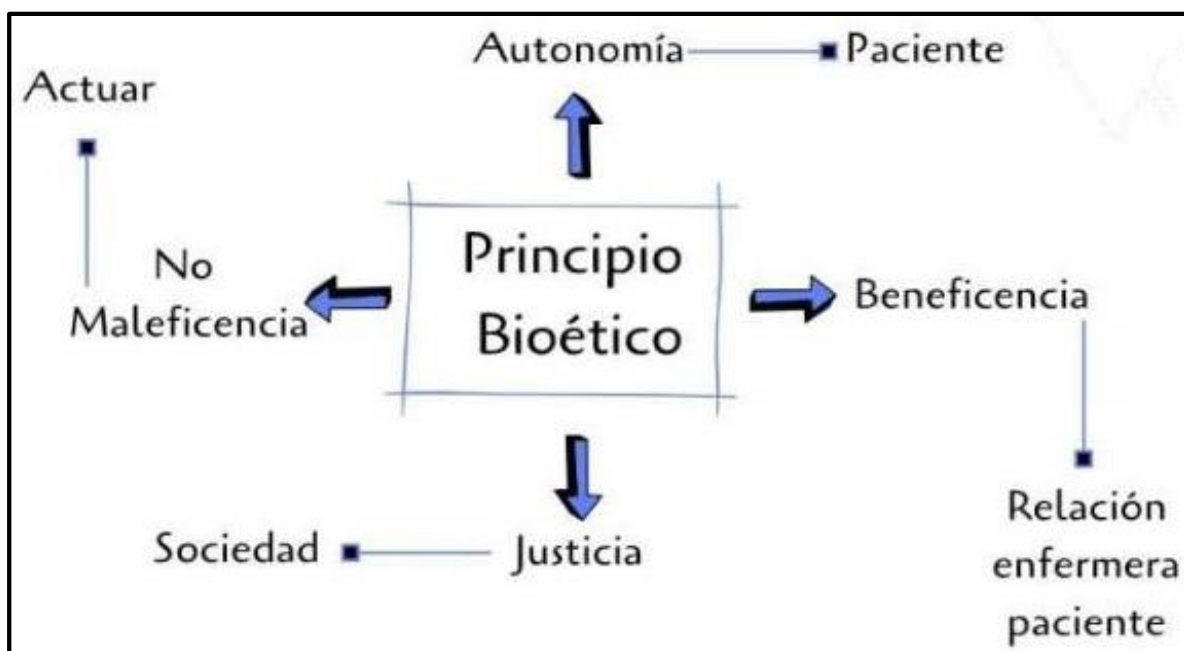 Autonomía
Paciente
Actuar
Principio
Bioético
No
Maleficencia
Beneficencia
Sociedad
Justicia
Relación
enfermera
paciente